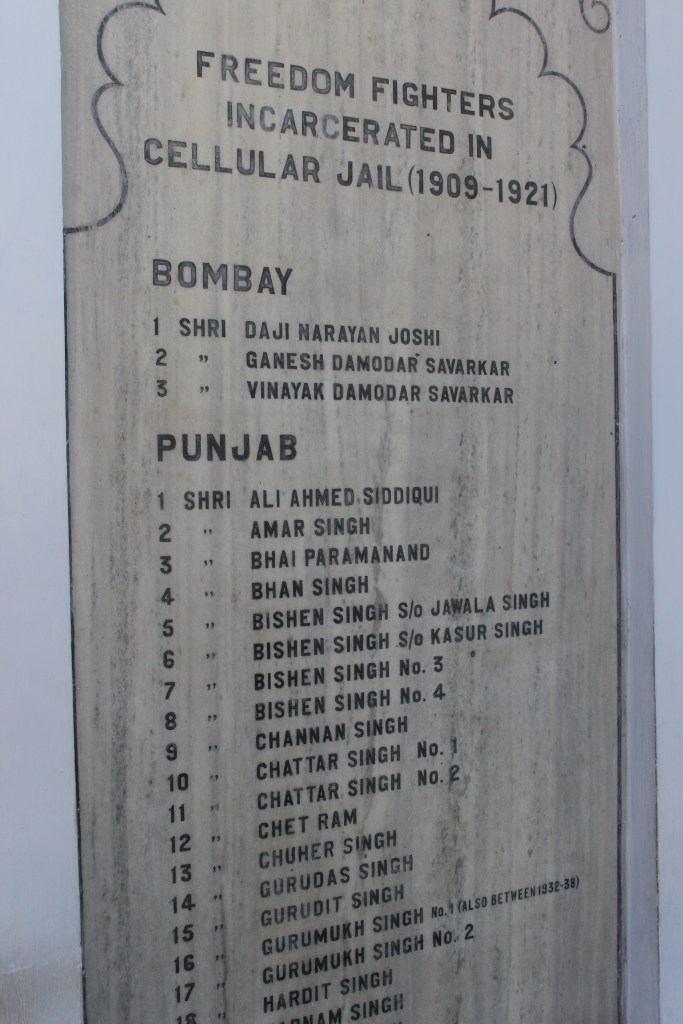 FREEDOM FIGHTERS
INCARCERATED IN
CELLULAR JAIL (1909-1921)
BOMBAY
1 SHRI DAJI NARAYAN JOSHI
2 " GANESH DAMODAR SAVARKAR
3 " VINAYAK DAMODAR SAVARKAR
PUNJAB
1 SHRI ALI AHMED SIDDIQUI
2 " AMAR SINGH
3 " BHAI PARAMANAND
4 " BHAN SINGH
5 " BISHEN SINGH S/o JAWALA SINGH
6 " BISHEN SINGH S/o KASUR SINGH
7 " BISHEN SINGH No. 3
8 " BISHEN SINGH No. 4
9 " CHANNAN SINGH
10 " CHATTAR SINGH No. 1
11 " CHATTAR SINGH No. 2
12 " CHET RAM
13 " CHUHER SINGH
14 " GURUDAS SINGH
15 " GURUDIT SINGH
16 " GURUMUKH SINGH No. 1 (ALSO BETWEEN 1932-38)
17 " GURUMUKH SINGH No. 2
18 " HARDIT SINGH
SINGH